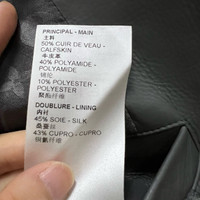 PRINCIPAL - MAIN
主料
50% CUIR DE VEAU -
CALFSKIN
牛皮革
40% POLYAMIDE -
POLYAMIDE
锦纶
10% POLYESTER -
POLYESTER
聚酯纤维
DOUBLURE - LINING
内衬
45% SOIE - SILK
桑蚕丝
43% CUPRO - CUPRO
铜氨纤维